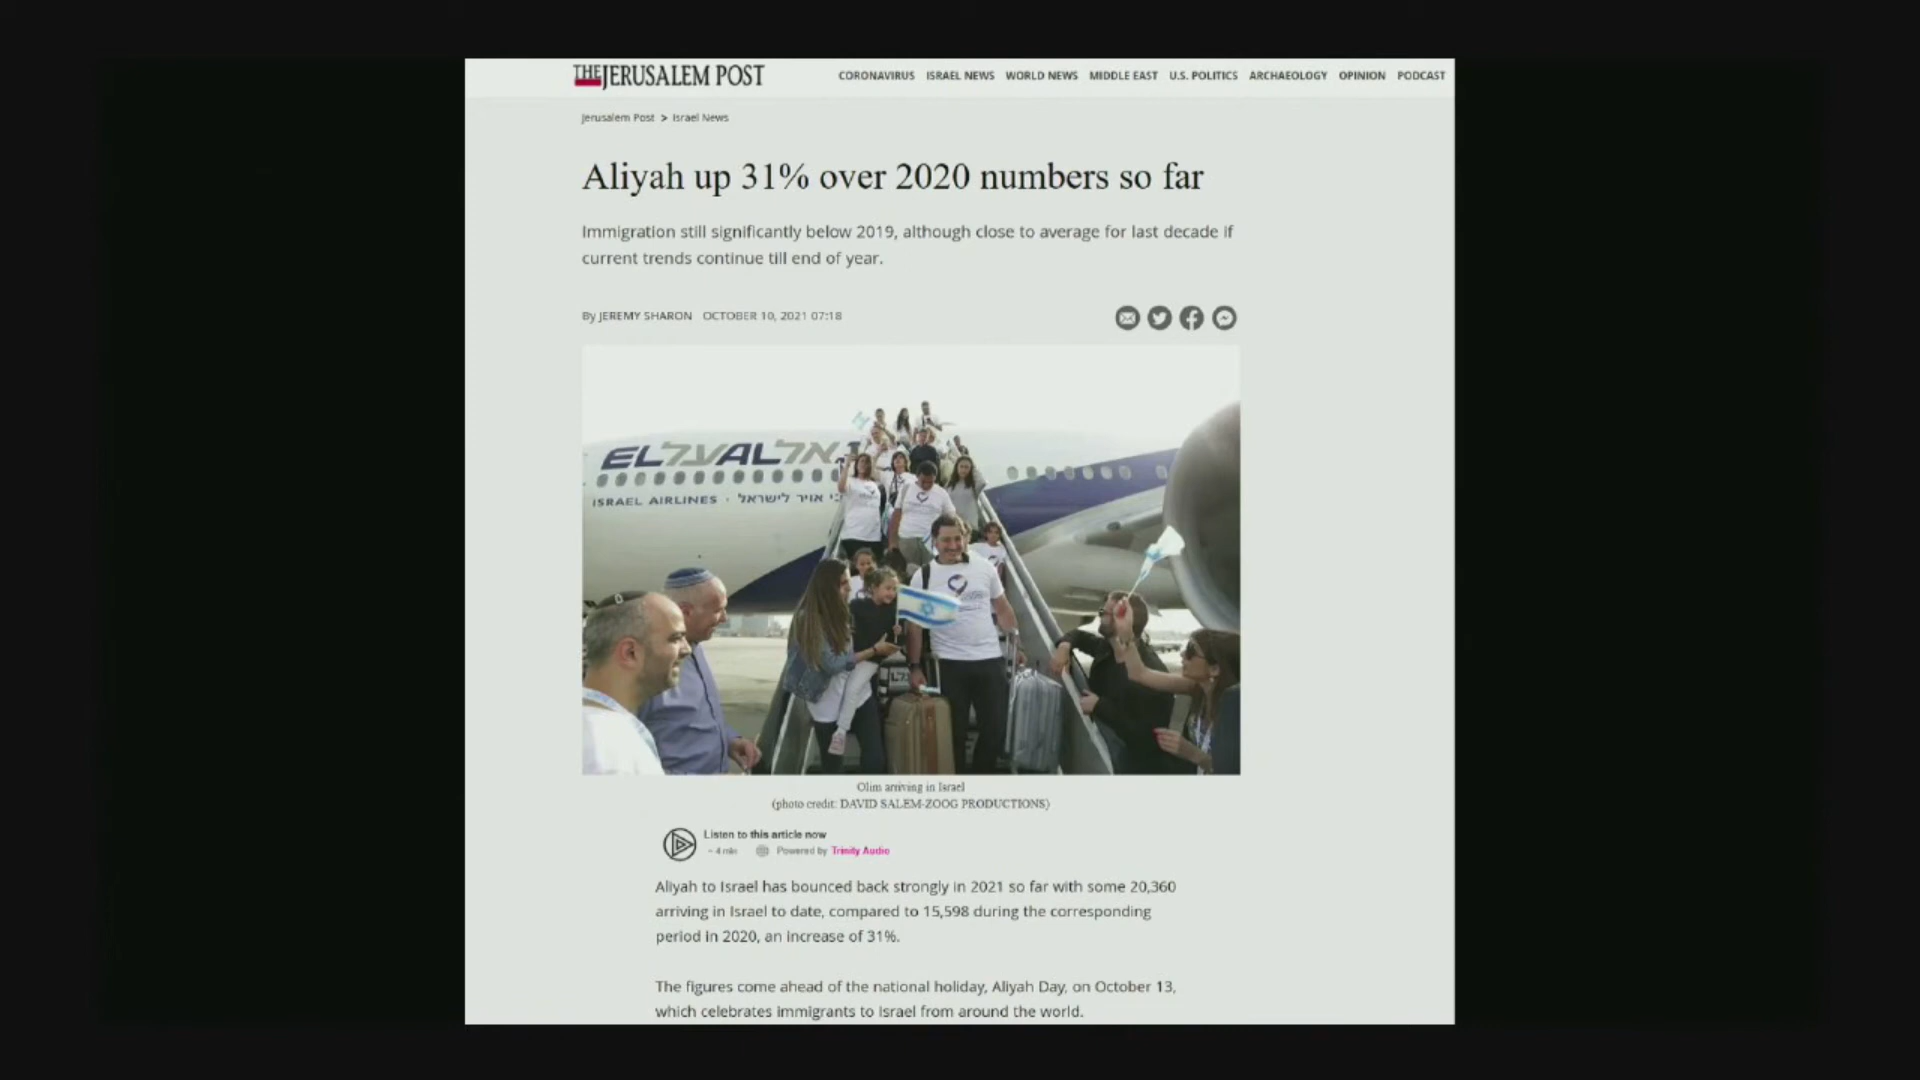 THE JERUSALEM POST
CORONAVIRUS ISRAEL NEWS WORLD NEWS MIDDLE EAST U.S. POLITICS ARCHAEOLOGY OPINION PODCAST
Jerusalem Post > Israel News
Aliyah up 31% over 2020 numbers so far
Immigration still significantly below 2019, although close to average for last decade if
current trends continue till end of year.
By JEREMY SHARON OCTOBER 10, 2021 07:18
EL אל AL על
ISRAEL AIRLINES · אויר לישראל
Olim arriving in Israel
(photo credit: DAVID SALEM-ZOOG PRODUCTIONS)
Listen to this article now
~ 4 min Powered by Trinity Audio
Aliyah to Israel has bounced back strongly in 2021 so far with some 20,360
arriving in Israel to date, compared to 15,598 during the corresponding
period in 2020, an increase of 31%.
The figures come ahead of the national holiday, Aliyah Day, on October 13,
which celebrates immigrants to Israel from around the world.